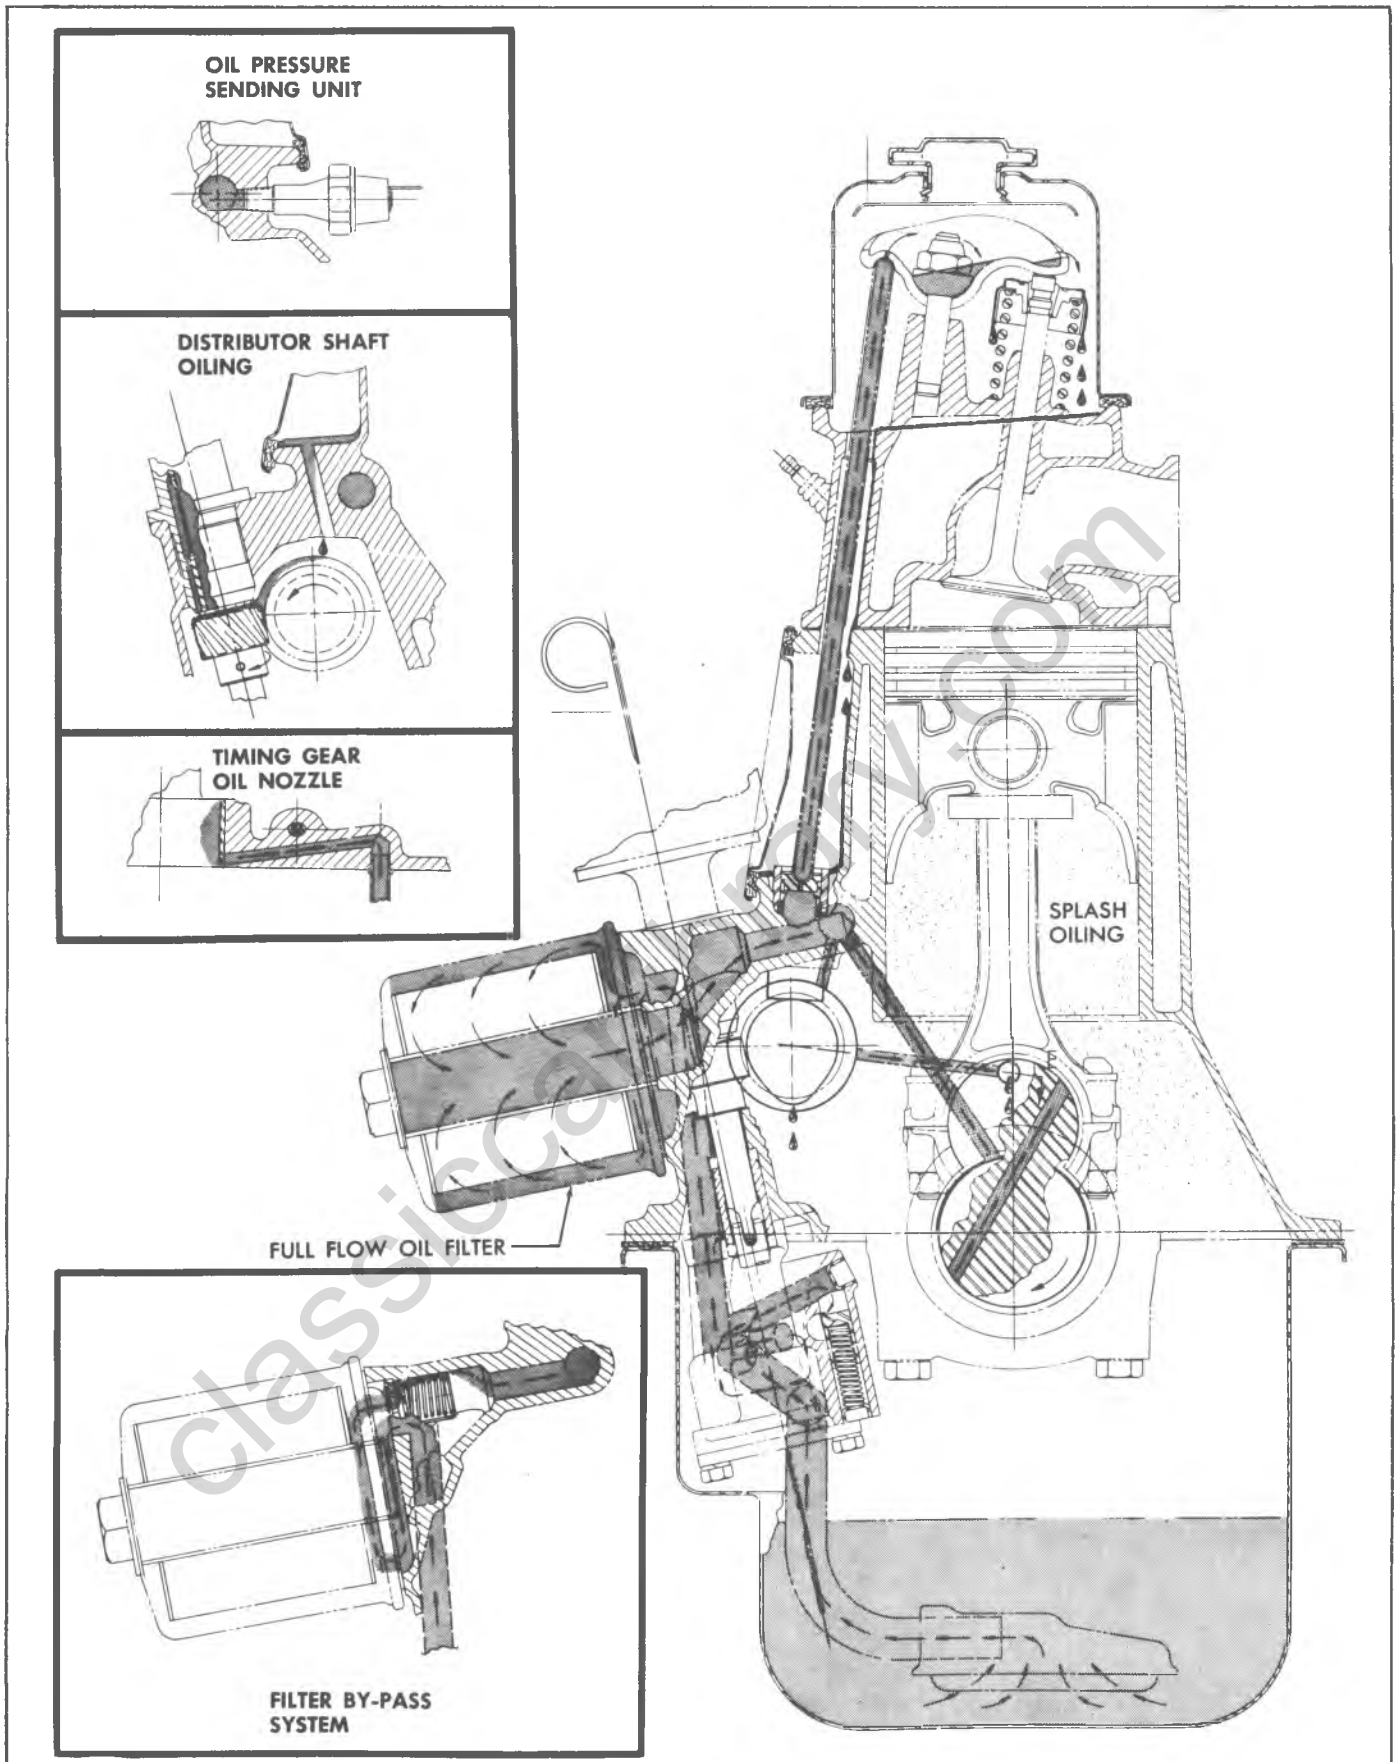 OIL PRESSURE
SENDING UNIT
DISTRIBUTOR SHAFT
OILING
TIMING GEAR
OIL NOZZLE
SPLASH
OILING
FULL FLOW OIL FILTER
FILTER BY-PASS
SYSTEM
classiccarlibrary.com